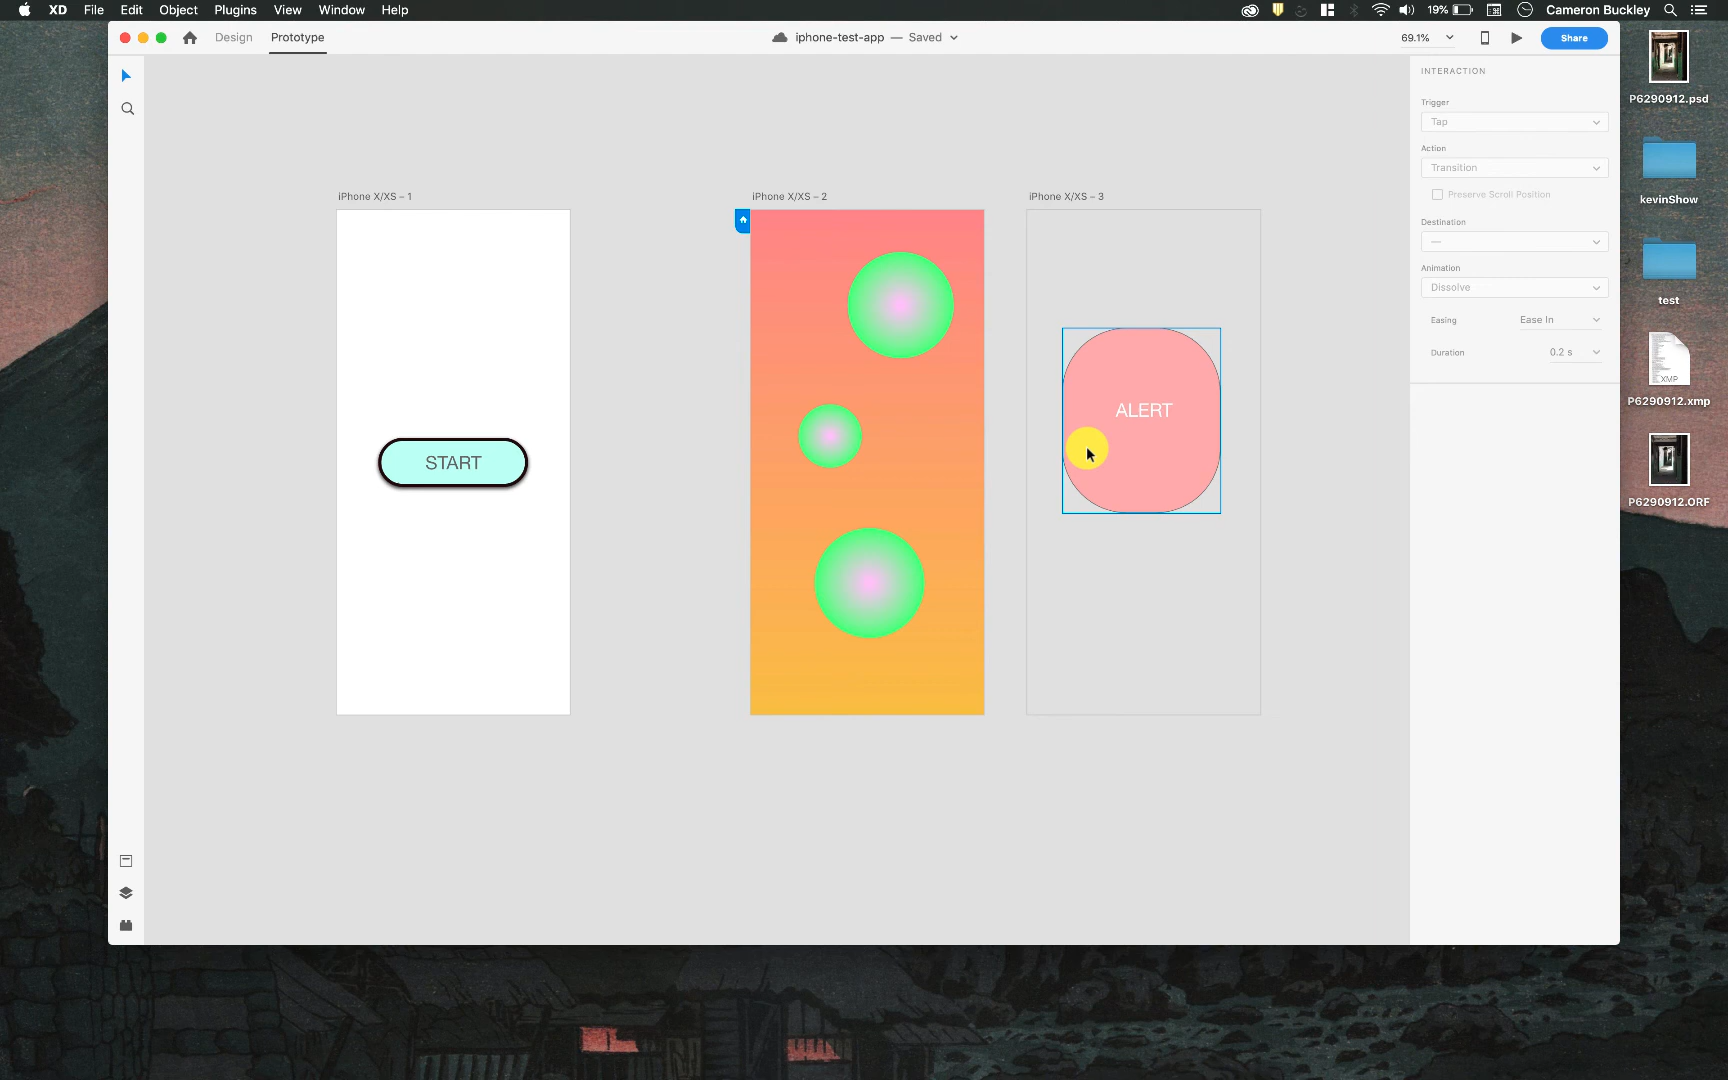 XD File Edit Object Plugins View Window Help
19% Cameron Buckley
Design Prototype
iphone-test-app — Saved
69.1%
Share
INTERACTION
Trigger
Tap
Action
Transition
Preserve Scroll Position
Destination
—
Animation
Dissolve
Easing Ease In
Duration 0.2 s
iPhone X/XS – 1
iPhone X/XS – 2
iPhone X/XS – 3
START
ALERT
P6290912.psd
kevinShow
test
XMP
P6290912.xmp
P6290912.ORF